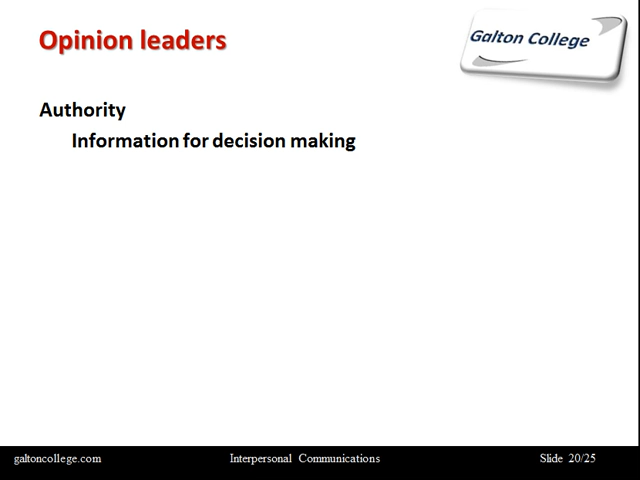 Opinion leaders
Galton College
Authority
Information for decision making
galtoncollege.com
Interpersonal Communications
Slide 20/25